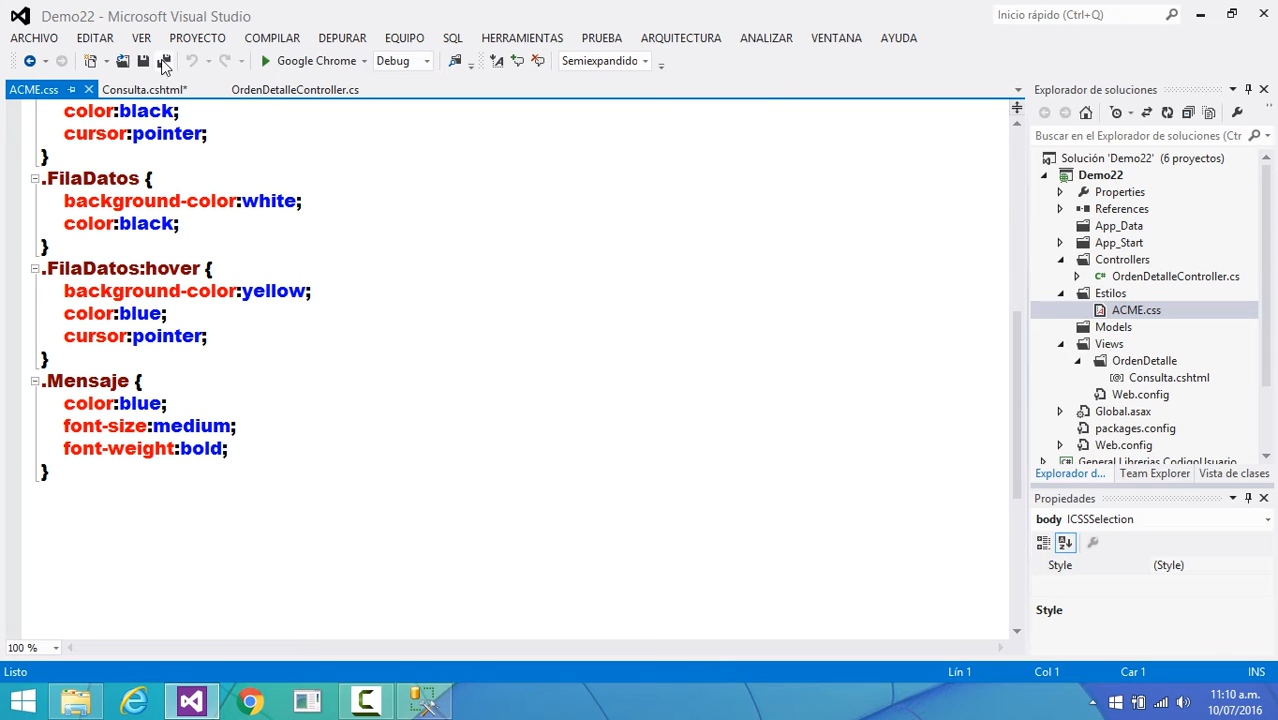 Demo22 - Microsoft Visual Studio
Inicio rápido (Ctrl+Q)
ARCHIVO EDITAR VER PROYECTO COMPILAR DEPURAR EQUIPO SQL HERRAMIENTAS PRUEBA ARQUITECTURA ANALIZAR VENTANA AYUDA
Google Chrome Debug Semiexpandido
ACME.css Consulta.cshtml* OrdenDetalleController.cs
color:black;
cursor:pointer;
}
.FilaDatos {
background-color:white;
color:black;
}
.FilaDatos:hover {
background-color:yellow;
color:blue;
cursor:pointer;
}
.Mensaje {
color:blue;
font-size:medium;
font-weight:bold;
}
100 %
Explorador de soluciones
Buscar en el Explorador de soluciones (Ctr
Solución 'Demo22' (6 proyectos)
Demo22
Properties
References
App_Data
App_Start
Controllers
OrdenDetalleController.cs
Estilos
ACME.css
Models
Views
OrdenDetalle
Consulta.cshtml
Web.config
Global.asax
packages.config
Web.config
General Librerias CodigoUsuario
Explorador d... Team Explorer Vista de clases
Propiedades
body ICSSSelection
Style (Style)
Style
Listo Lín 1 Col 1 Car 1 INS
11:10 a.m.
10/07/2016